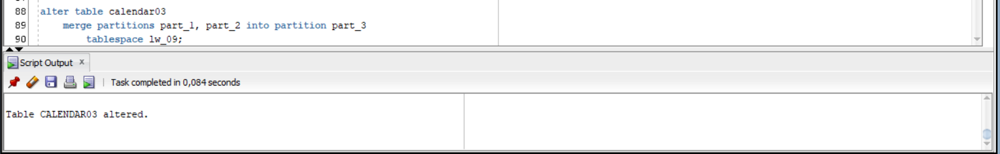 88 alter table calendar03
89 merge partitions part_1, part_2 into partition part_3
90 tablespace lw_09;
Script Output x
Task completed in 0,084 seconds
Table CALENDAR03 altered.